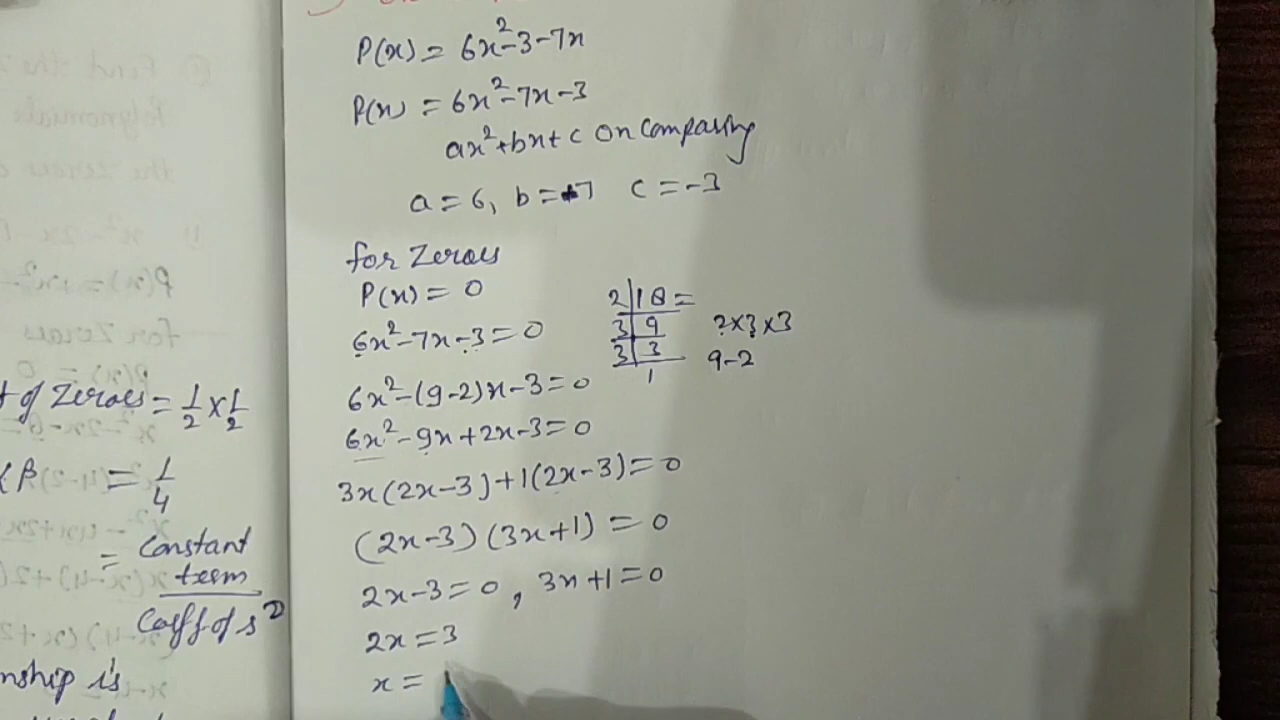 P(x) = 6x²-3-7x
P(x) = 6x²-7x-3
ax²+bx+c On Comparing
a = 6, b = -7 c = -3
for Zeroes
P(x) = 0
6x²-7x-3=0
2|18=
3|9
3|3
1
2×3×3
9-2
6x²-(9-2)x-3=0
6x²-9x+2x-3=0
3x(2x-3)+1(2x-3)=0
(2x-3)(3x+1)=0
2x-3=0, 3x+1=0
2x=3
x=
of Zeroes = 1/2 × 1/2
β = 1/4
= Constant term / Coeff of s²
nship is